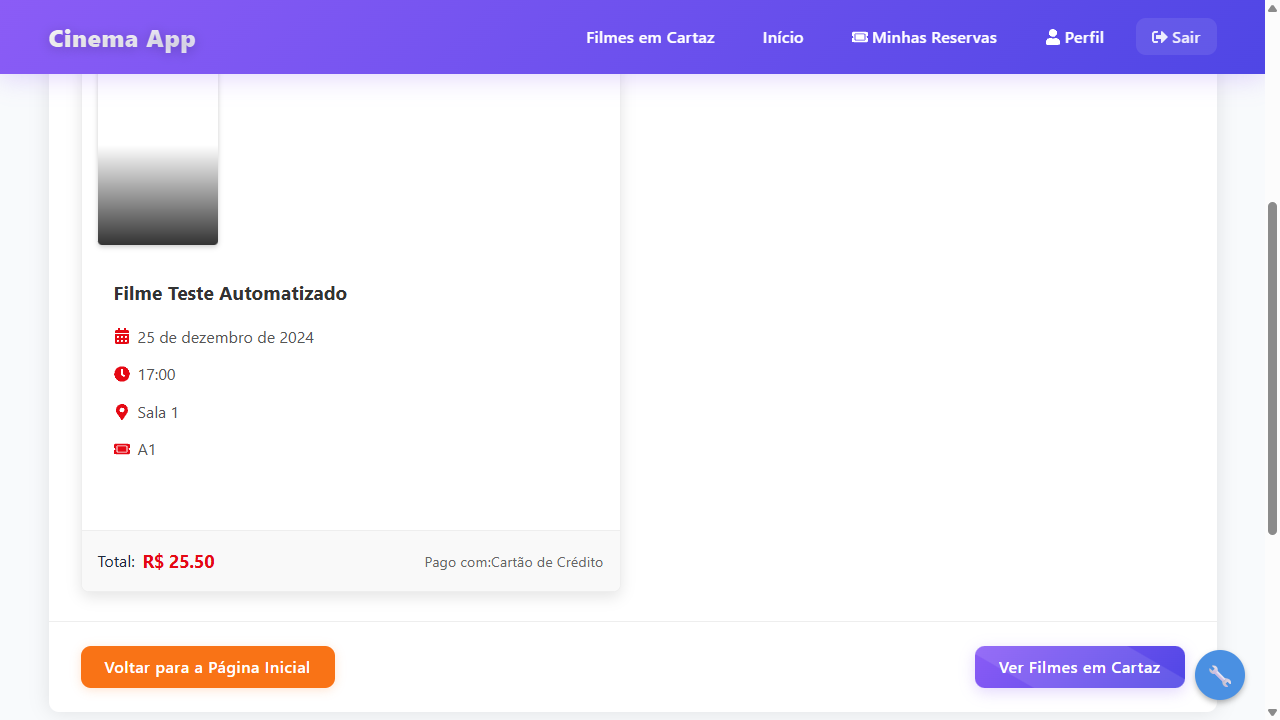 Cinema App
Filmes em Cartaz
Início
Minhas Reservas
Perfil
Sair
Filme Teste Automatizado
25 de dezembro de 2024
17:00
Sala 1
A1
Total: R$ 25.50
Pago com:Cartão de Crédito
Voltar para a Página Inicial
Ver Filmes em Cartaz